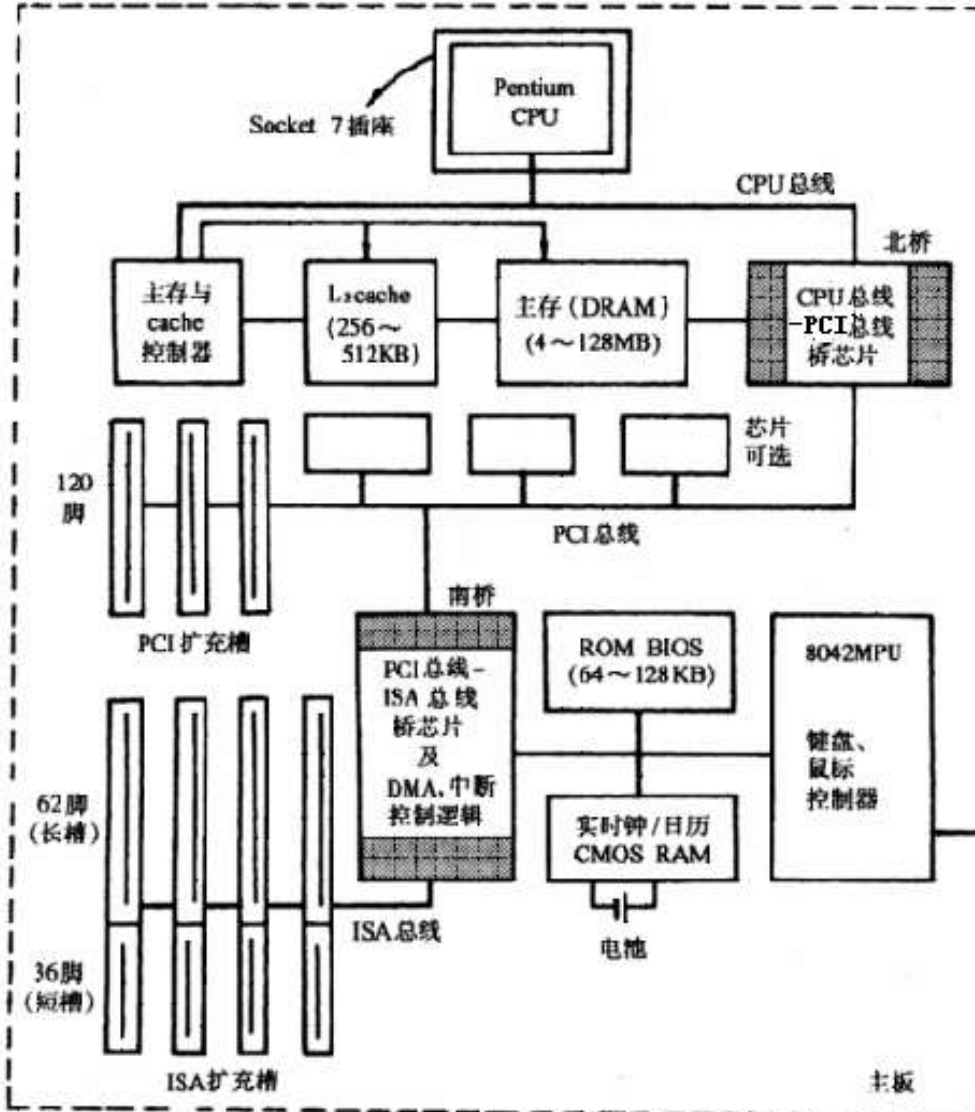 Pentium
CPU
Socket 7插座
CPU总线
北桥
主存与
cache
控制器
L₂cache
(256～
512KB)
主存(DRAM)
(4～128MB)
CPU总线
-PCI总线
桥芯片
芯片
可选
120
脚
PCI总线
PCI扩充槽
南桥
PCI总线-
ISA总线
桥芯片
及
DMA、中断
控制逻辑
ROM BIOS
(64～128KB)
8042MPU
键盘、
鼠标
控制器
62脚
(长槽)
实时钟/日历
CMOS RAM
ISA总线
电池
36脚
(短槽)
ISA扩充槽
主板